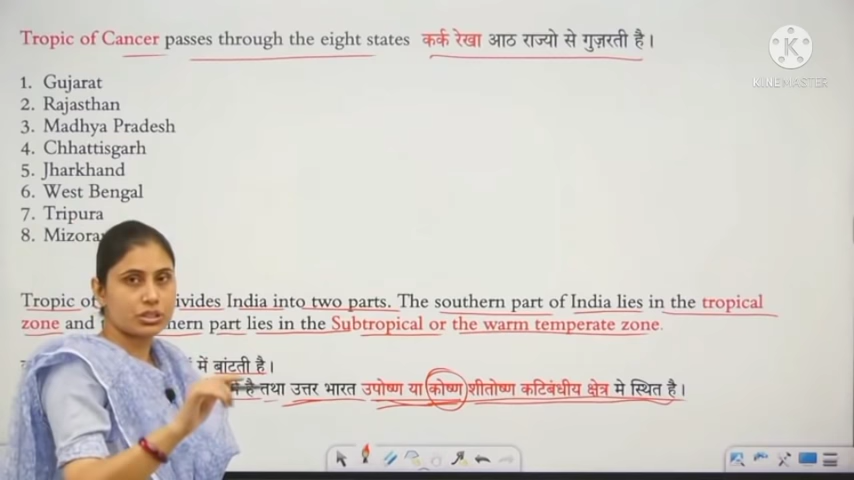 Tropic of Cancer passes through the eight states कर्क रेखा आठ राज्यो से गुज़रती है।
KINEMASTER
1. Gujarat
2. Rajasthan
3. Madhya Pradesh
4. Chhattisgarh
5. Jharkhand
6. West Bengal
7. Tripura
8. Mizora
Tropic of ivides India into two parts. The southern part of India lies in the tropical
zone and hern part lies in the Subtropical or the warm temperate zone.
में बांटती है।
है तथा उत्तर भारत उपोष्ण या कोष्ण शीतोष्ण कटिबंधीय क्षेत्र मे स्थित है।